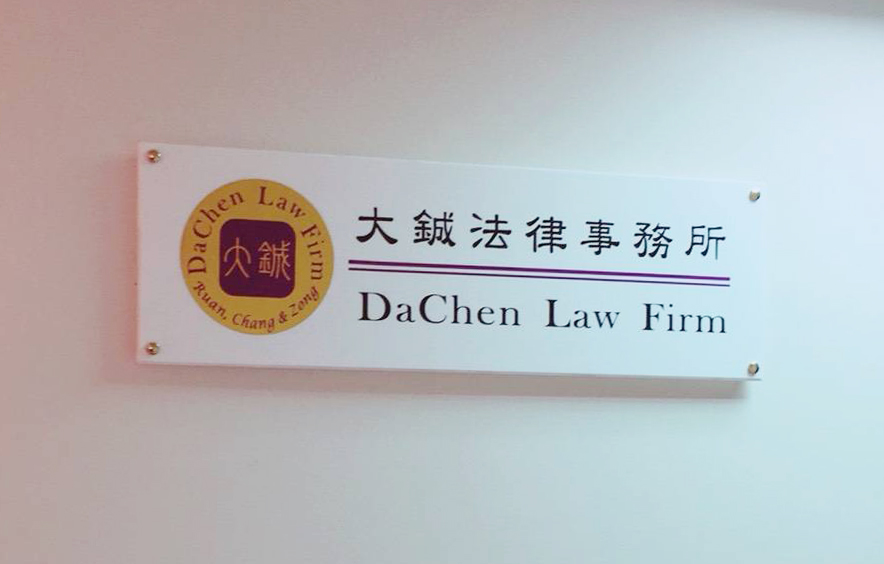 DaChen Law Firm
大鋮
Ruan, Chang & Zong
大鋮法律事務所
DaChen Law Firm